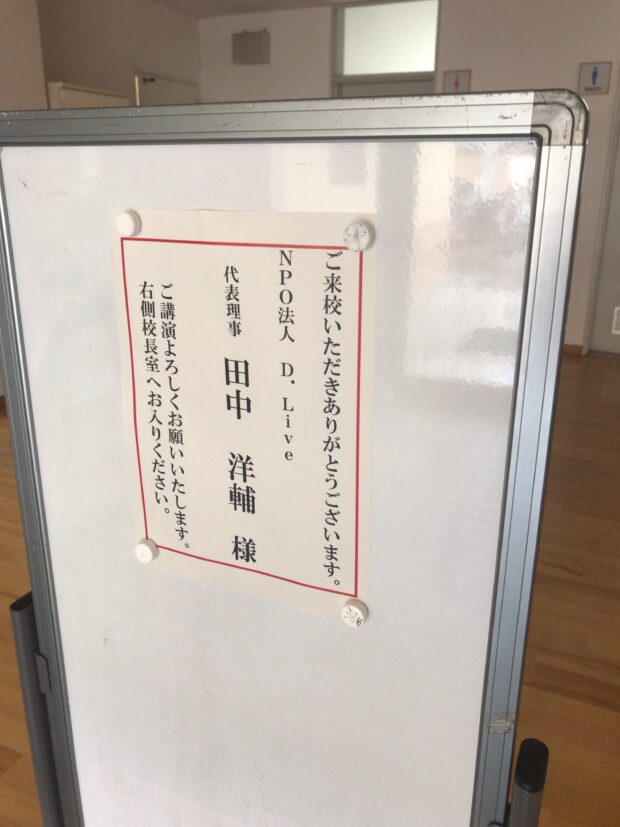 ご来校いただきありがとうございます。
NPO法人 D.Live
代表理事 田中 洋輔 様
ご講演よろしくお願いいたします。
右側校長室へお入りください。